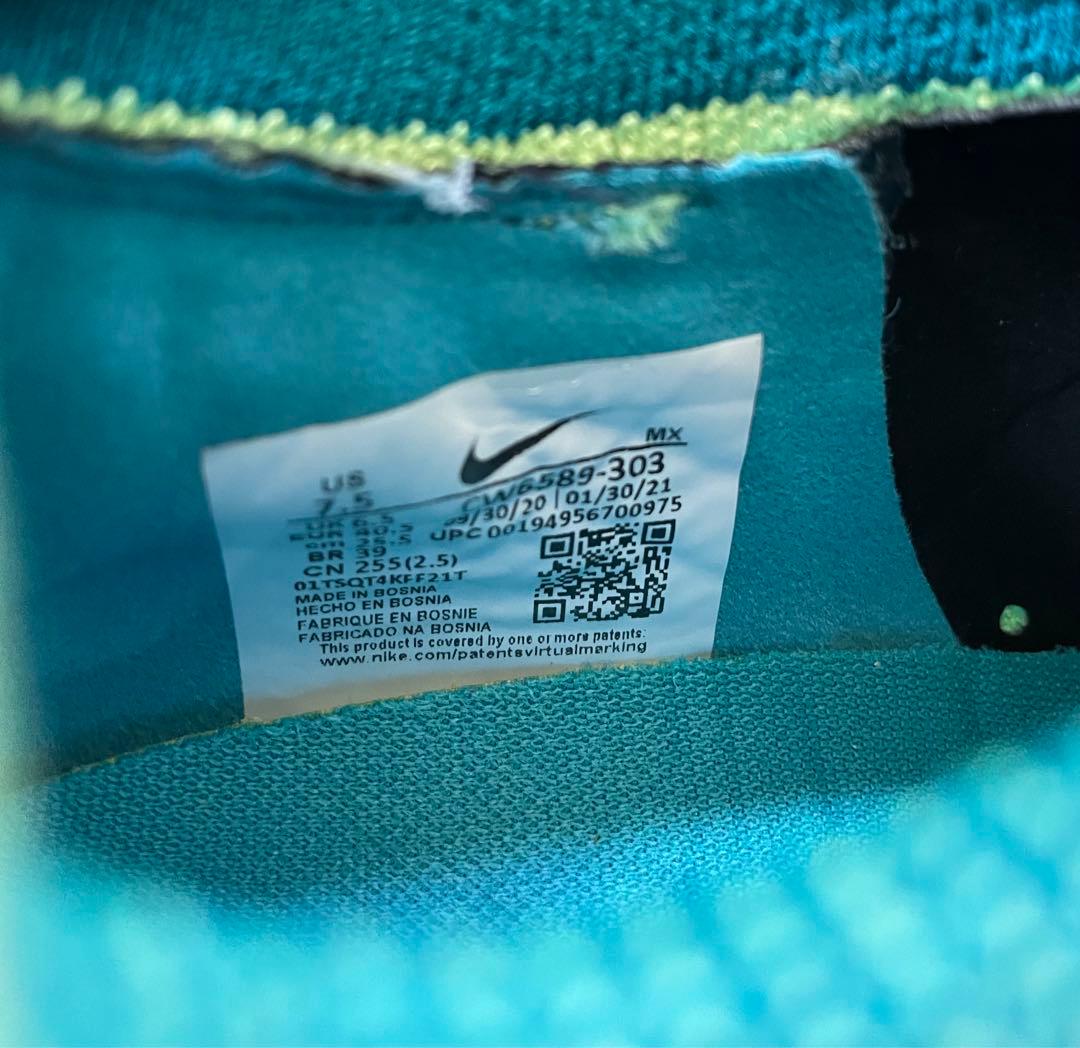 US
7.5
MX
CW6589-303
/30/20 01/30/21
UPC 00194956700975
BR 39
CN 255(2.5)
01TSQT4KFF21T
MADE IN BOSNIA
HECHO EN BOSNIA
FABRIQUE EN BOSNIE
FABRICADO NA BOSNIA
This product is covered by one or more patents.
www.nike.com/patentsvirtualmarking